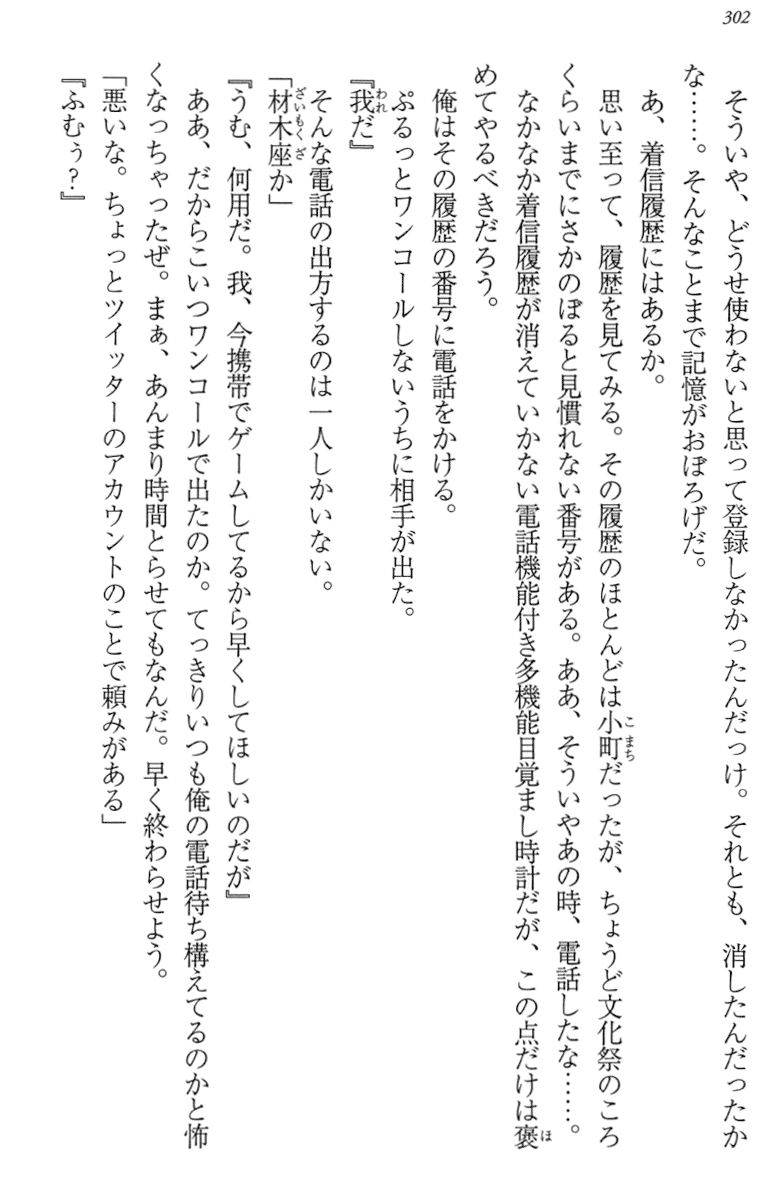 302
そういや、どうせ使わないと思って登録しなかったんだっけ。それとも、消したんだったか
な……。そんなことまで記憶がおぼろげだ。
あ、着信履歴にはあるか。
思い至って、履歴を見てみる。その履歴のほとんどは小町だったが、ちょうど文化祭のころ
くらいまでにさかのぼると見慣れない番号がある。ああ、そういやあの時、電話したな……。
なかなか着信履歴が消えていかない電話機能付き多機能目覚まし時計だが、この点だけは褒
めてやるべきだろう。
俺はその履歴の番号に電話をかける。
ぷるっとワンコールしないうちに相手が出た。
『我だ』
そんな電話の出方するのは一人しかいない。
「材木座か」
『うむ、何用だ。我、今携帯でゲームしてるから早くしてほしいのだが』
ああ、だからこいつワンコールで出たのか。てっきりいつも俺の電話待ち構えてるのかと怖
くなっちゃったぜ。まぁ、あんまり時間とらせてもなんだ。早く終わらせよう。
「悪いな。ちょっとツイッターのアカウントのことで頼みがある」
『ふむぅ？』